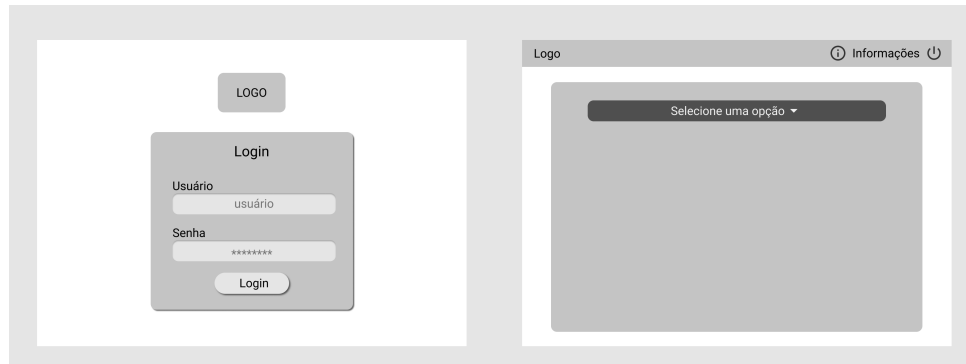 LOGO
Login
Usuário
usuário
Senha
********
Login
Logo
Informações
Selecione uma opção